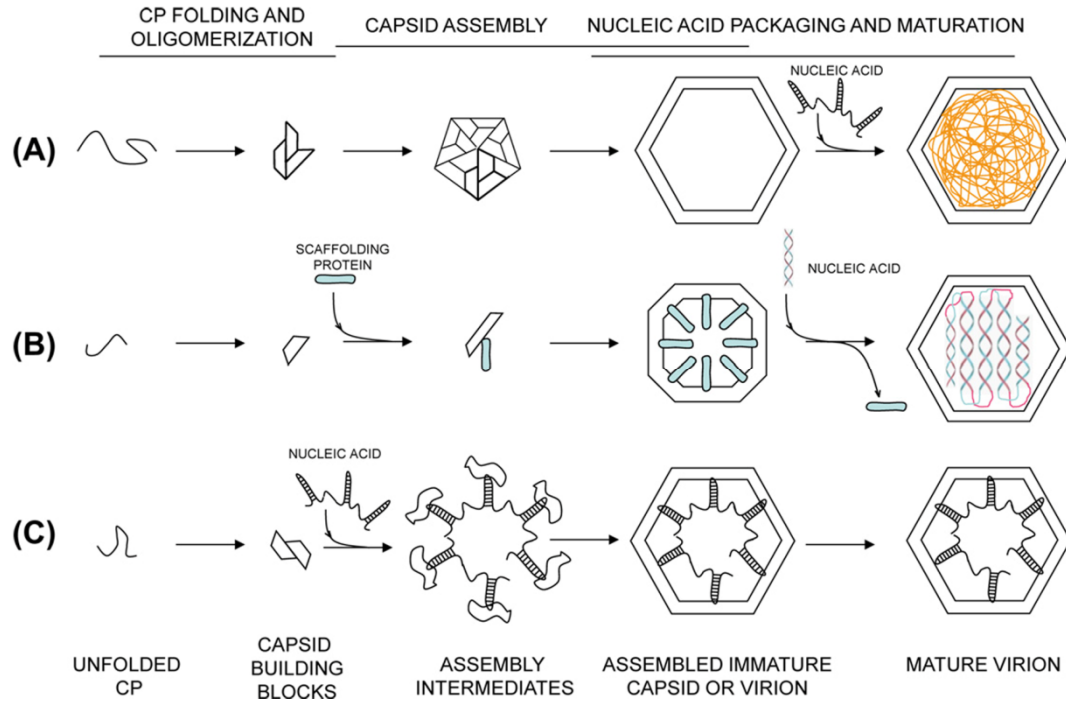 CP FOLDING AND
OLIGOMERIZATION
CAPSID ASSEMBLY
NUCLEIC ACID PACKAGING AND MATURATION
(A)
NUCLEIC ACID
(B)
SCAFFOLDING
PROTEIN
NUCLEIC ACID
(C)
NUCLEIC ACID
UNFOLDED
CP
CAPSID
BUILDING
BLOCKS
ASSEMBLY
INTERMEDIATES
ASSEMBLED IMMATURE
CAPSID OR VIRION
MATURE VIRION